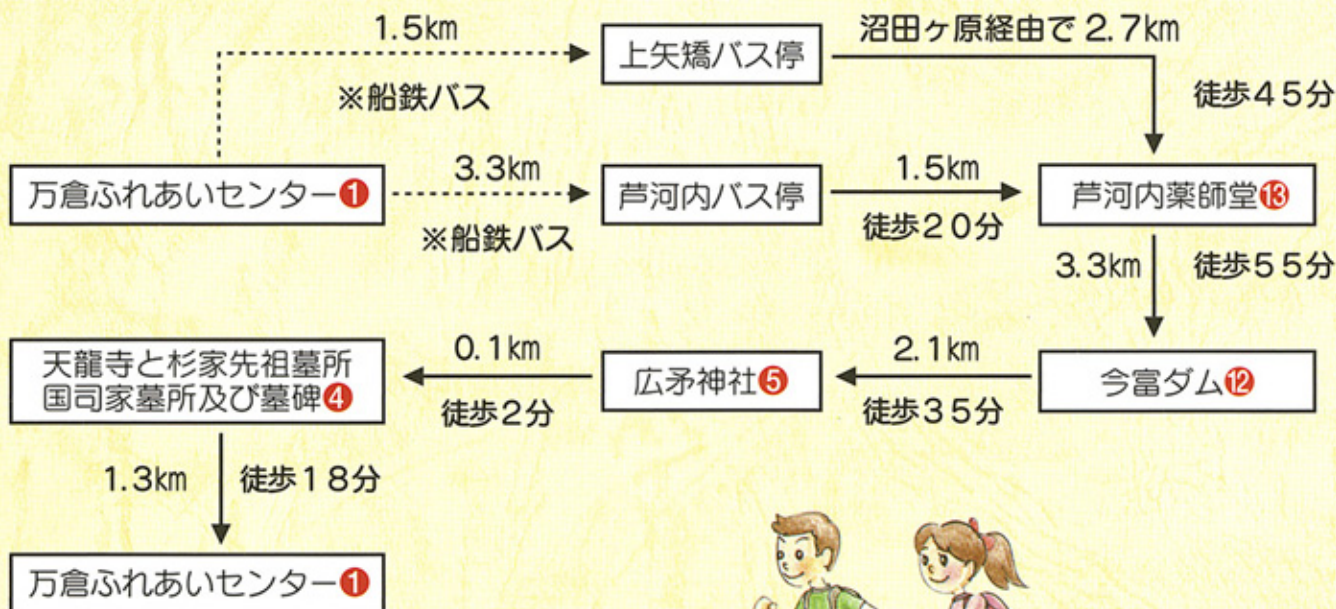 1.5km
※船鉄バス
上矢矯バス停
沼田ヶ原経由で2.7km
徒歩45分
万倉ふれあいセンター❶
3.3km
※船鉄バス
芦河内バス停
1.5km
徒歩20分
芦河内薬師堂⓭
3.3km
徒歩55分
天龍寺と杉家先祖墓所
国司家墓所及び墓碑❹
0.1km
徒歩2分
広矛神社❺
2.1km
徒歩35分
今富ダム⓬
1.3km
徒歩18分
万倉ふれあいセンター❶